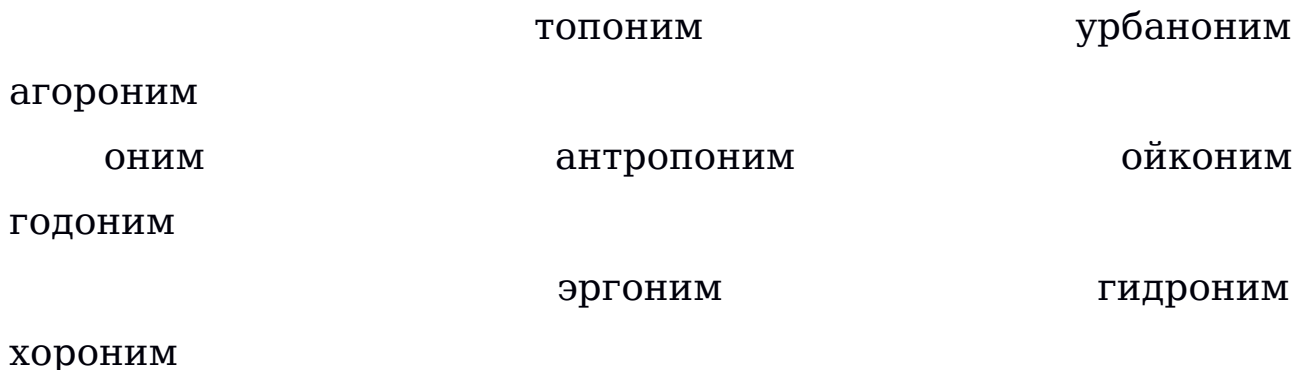 топоним урбаноним
агороним
оним антропоним ойконим
годоним
эргоним гидроним
хороним